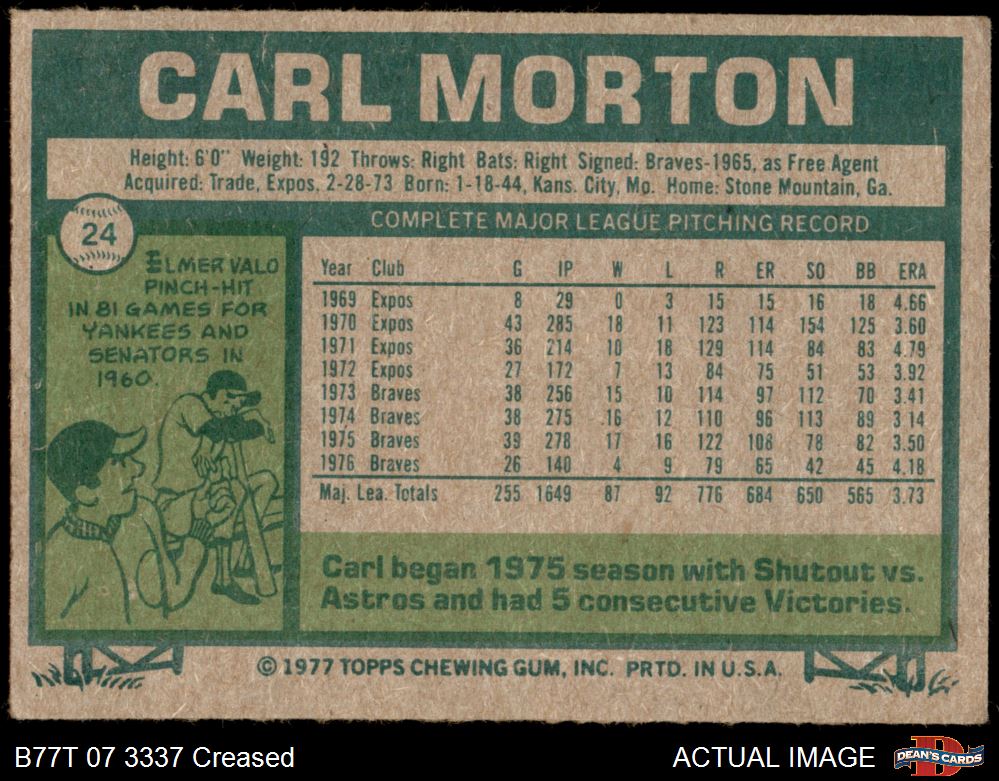 CARL MORTON
Height: 6'0" Weight: 192 Throws: Right Bats: Right Signed: Braves-1965, as Free Agent
Acquired: Trade, Expos, 2-28-73 Born: 1-18-44, Kans. City, Mo. Home: Stone Mountain, Ga.
24
ELMER VALO
PINCH-HIT
IN 81 GAMES FOR
YANKEES AND
SENATORS IN
1960.
COMPLETE MAJOR LEAGUE PITCHING RECORD
Year Club G IP W L R ER SO BB ERA
1969 Expos 8 29 0 3 15 15 16 18 4.66
1970 Expos 43 285 18 11 123 114 154 125 3.60
1971 Expos 36 214 10 18 129 114 84 83 4.79
1972 Expos 27 172 7 13 84 75 51 53 3.92
1973 Braves 38 256 15 10 114 97 112 70 3.41
1974 Braves 38 275 16 12 110 96 113 89 3.14
1975 Braves 39 278 17 16 122 108 78 82 3.50
1976 Braves 26 140 4 9 79 65 42 45 4.18
Maj. Lea. Totals 255 1649 87 92 776 684 650 565 3.73
Carl began 1975 season with Shutout vs.
Astros and had 5 consecutive Victories.
© 1977 TOPPS CHEWING GUM, INC. PRTD. IN U.S.A.
B77T 07 3337 Creased
ACTUAL IMAGE
D
DEAN'S CARDS